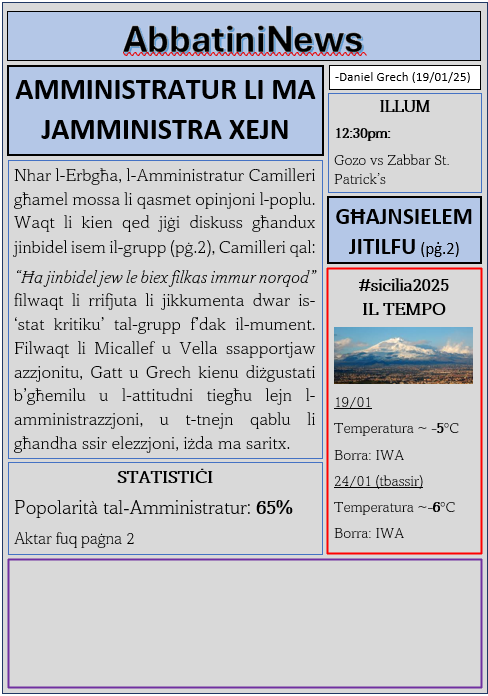 AbbatiniNews
AMMINISTRATUR LI MA
JAMMINISTRA XEJN
Nhar l-Erbgħa, l-Amministratur Camilleri
għamel mossa li qasmet opinjoni l-poplu.
Waqt li kien qed jiġi diskuss għandux
jinbidel isem il-grupp (pġ.2), Camilleri qal:
“Ħa jinbidel jew le biex filkas immur norqod”
filwaqt li rrifjuta li jikkumenta dwar is-
‘stat kritiku’ tal-grupp f’dak il-mument.
Filwaqt li Micallef u Vella ssapportjaw
azzjonitu, Gatt u Grech kienu diżgustati
b’għemilu u l-attitudni tiegħu lejn l-
amministrazzjoni, u t-tnejn qablu li
għandha ssir elezzjoni, iżda ma saritx.
STATISTIĊI
Popolarità tal-Amministratur: 65%
Aktar fuq paġna 2
-Daniel Grech (19/01/25)
ILLUM
12:30pm:
Gozo vs Zabbar St.
Patrick’s
GĦAJNSIELEM
JITILFU (pġ.2)
#sicilia2025
IL TEMPO
19/01
Temperatura ~ -5°C
Borra: IWA
24/01 (tbassir)
Temperatura ~-6°C
Borra: IWA